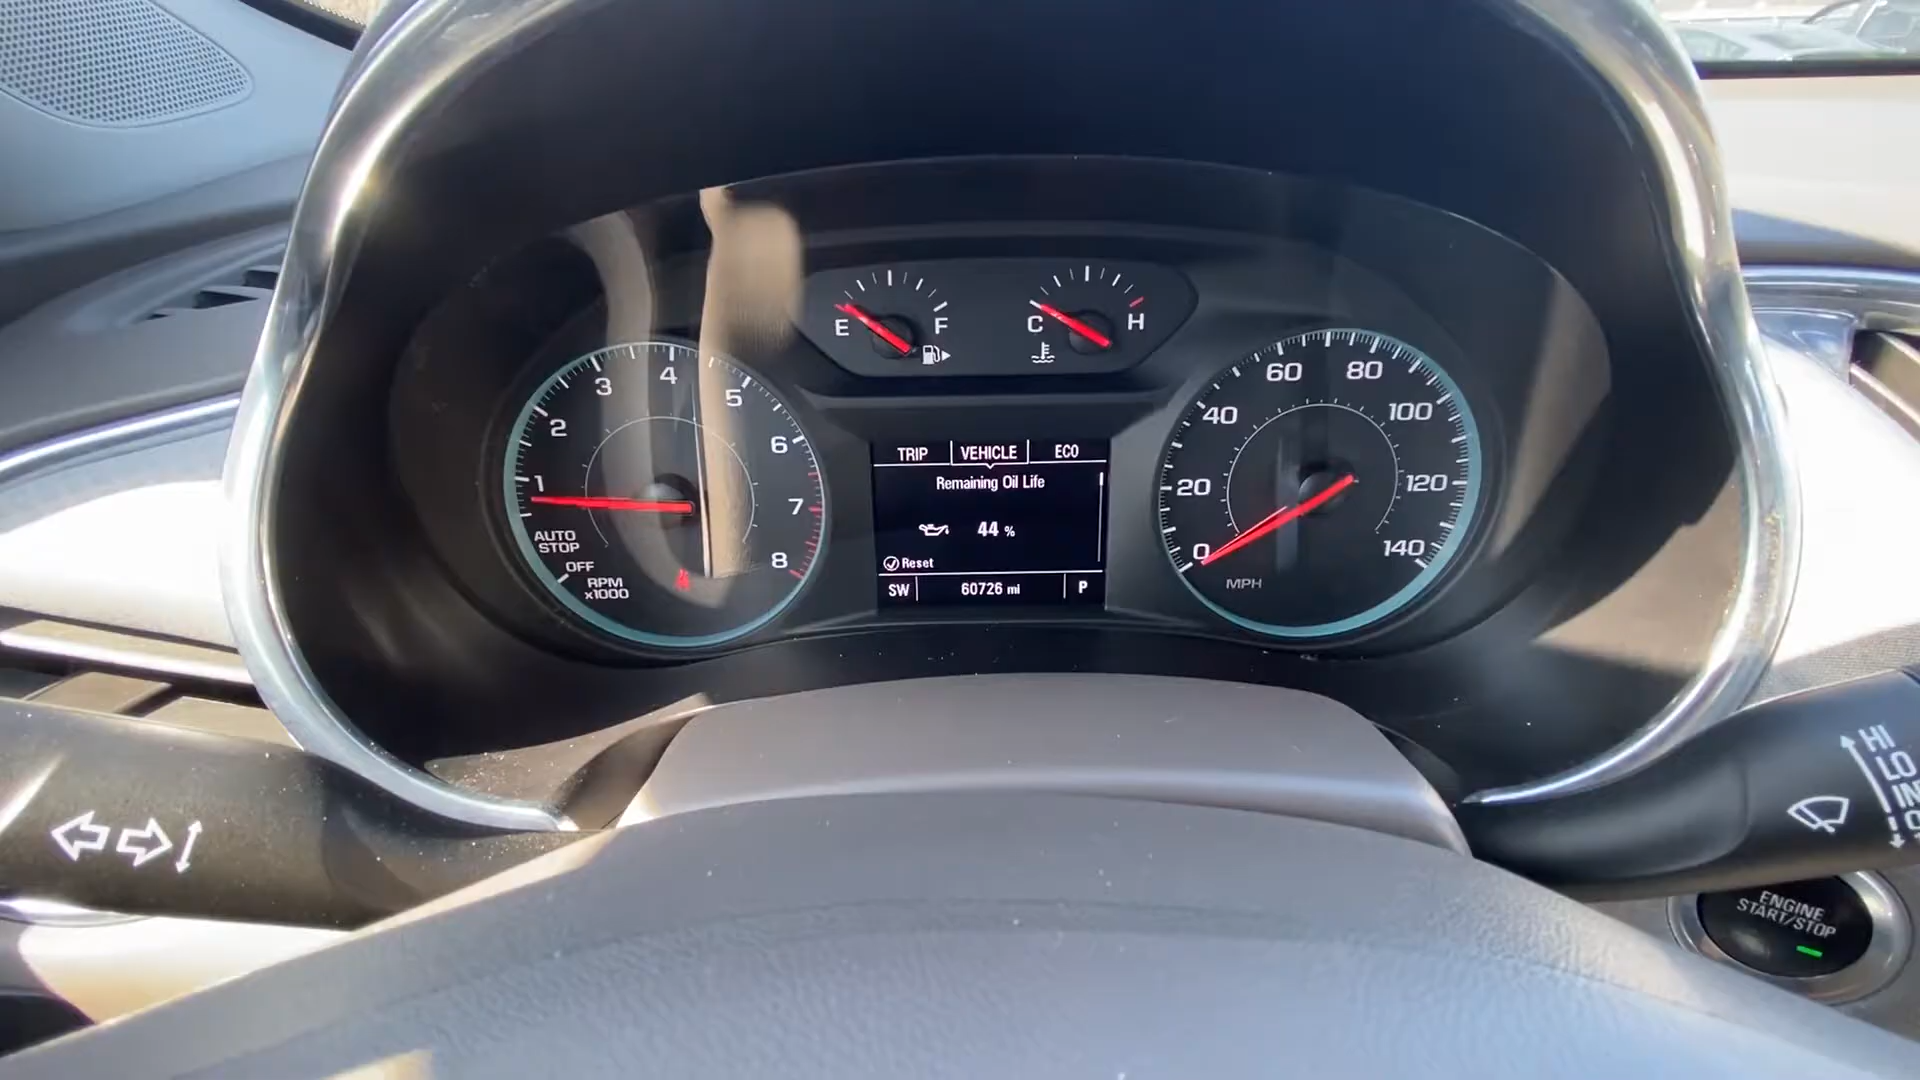 E F
C H
1 2 3 4 5 6 7 8
AUTO
STOP
OFF
RPM
x1000
TRIP VEHICLE ECO
Remaining Oil Life
44 %
Reset
SW 60726 mi P
0 20 40 60 80 100 120 140
MPH
HI
LO
ENGINE
START/STOP